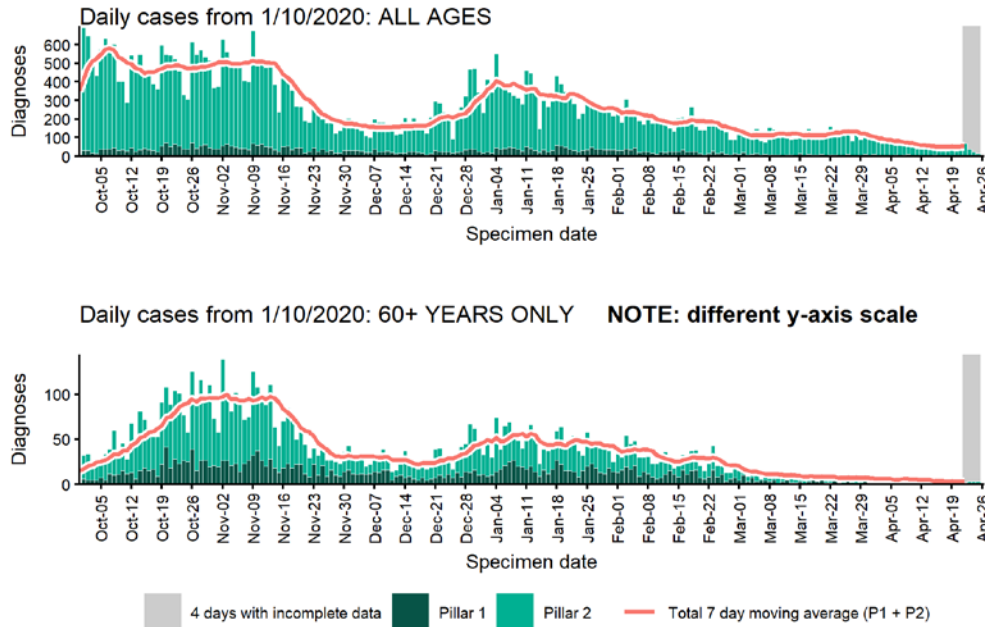 Daily cases from 1/10/2020: ALL AGES
Diagnoses
600
500
400
300
200
100
0
Oct-05
Oct-12
Oct-19
Oct-26
Nov-02
Nov-09
Nov-16
Nov-23
Nov-30
Dec-07
Dec-14
Dec-21
Dec-28
Jan-04
Jan-11
Jan-18
Jan-25
Feb-01
Feb-08
Feb-15
Feb-22
Mar-01
Mar-08
Mar-15
Mar-22
Mar-29
Apr-05
Apr-12
Apr-19
Apr-26
Specimen date
Daily cases from 1/10/2020: 60+ YEARS ONLY NOTE: different y-axis scale
Diagnoses
100
50
0
Oct-05
Oct-12
Oct-19
Oct-26
Nov-02
Nov-09
Nov-16
Nov-23
Nov-30
Dec-07
Dec-14
Dec-21
Dec-28
Jan-04
Jan-11
Jan-18
Jan-25
Feb-01
Feb-08
Feb-15
Feb-22
Mar-01
Mar-08
Mar-15
Mar-22
Mar-29
Apr-05
Apr-12
Apr-19
Apr-26
Specimen date
4 days with incomplete data Pillar 1 Pillar 2 Total 7 day moving average (P1 + P2)